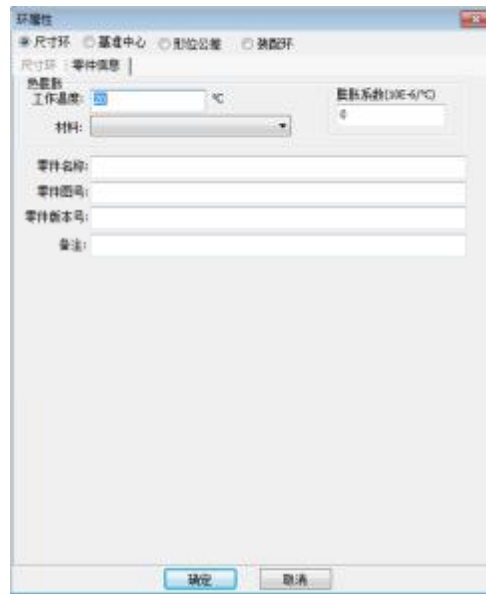 环属性
尺寸环 基准中心 形位公差 装配环
尺寸环 零件信息
热膨胀
工作温度: 20 ℃ 膨胀系数(10E-6/℃)
材料: 0
零件名称:
零件图号:
零件版本号:
备注:
确定 取消